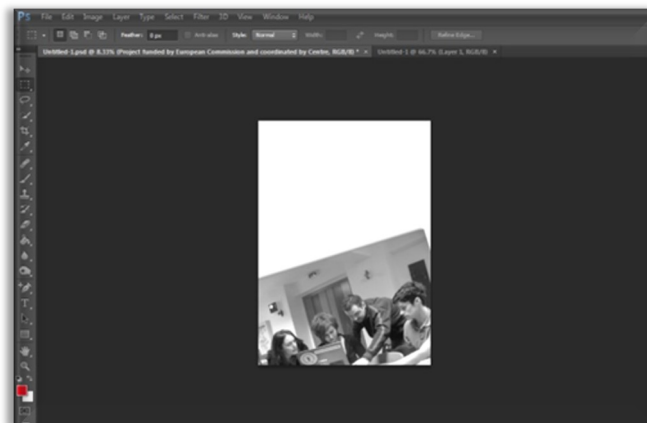 Ps File Edit Image Layer Type Select Filter 3D View Window Help
Feather: 0 px Anti-alias Style: Normal Width: Height: Refine Edge...
Untitled-1.psd @ 8.33% (Project funded by European Commission and coordinated by Centre, RGB/8) * × Untitled-1 @ 66.7% (Layer 1, RGB/8) ×
T